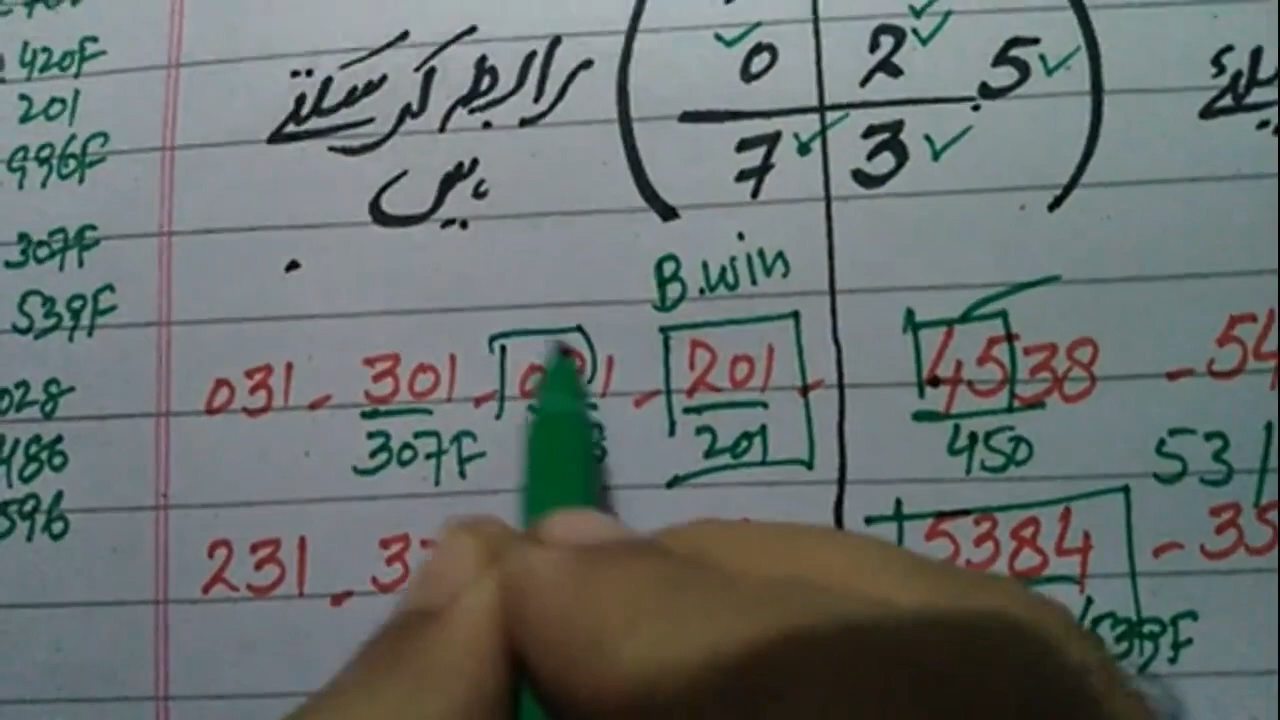 420F
201
996F
307F
539F
028
486
596
رابطہ کر سکتے
ہیں
0 2 5
7 3
B.win
031 - 301 - - 201 -
307F 201
4538 - 54
450 53
231 - 3
5384 - 35